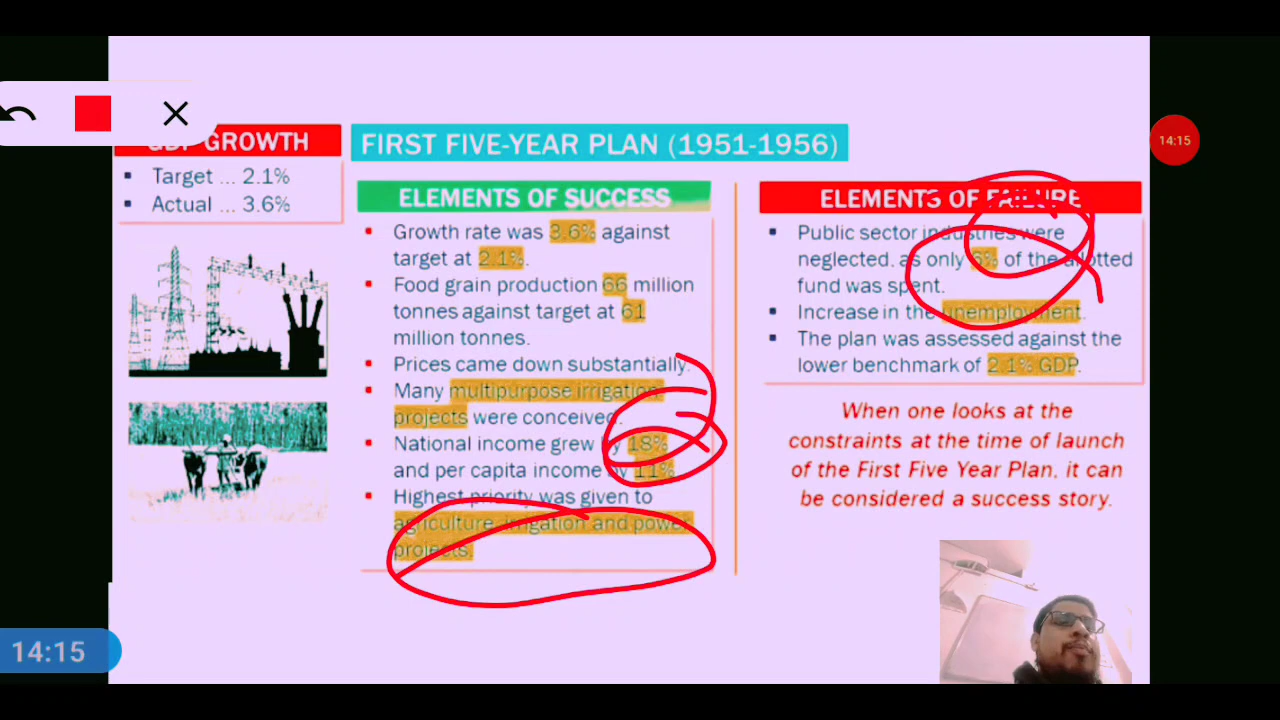 GDP GROWTH
Target ... 2.1%
Actual ... 3.6%
FIRST FIVE-YEAR PLAN (1951-1956)
ELEMENTS OF SUCCESS
Growth rate was 3.6% against
target at 2.1%.
Food grain production 66 million
tonnes against target at 61
million tonnes.
Prices came down substantially.
Many multipurpose irrigation
projects were conceived.
National income grew by 18%
and per capita income by 11%
Highest priority was given to
agriculture, irrigation and power
projects.
ELEMENTS OF FAILURE
Public sector industries were
neglected, as only 6% of the allotted
fund was spent.
Increase in the unemployment.
The plan was assessed against the
lower benchmark of 2.1% GDP.
When one looks at the
constraints at the time of launch
of the First Five Year Plan, it can
be considered a success story.
14:15
14:15